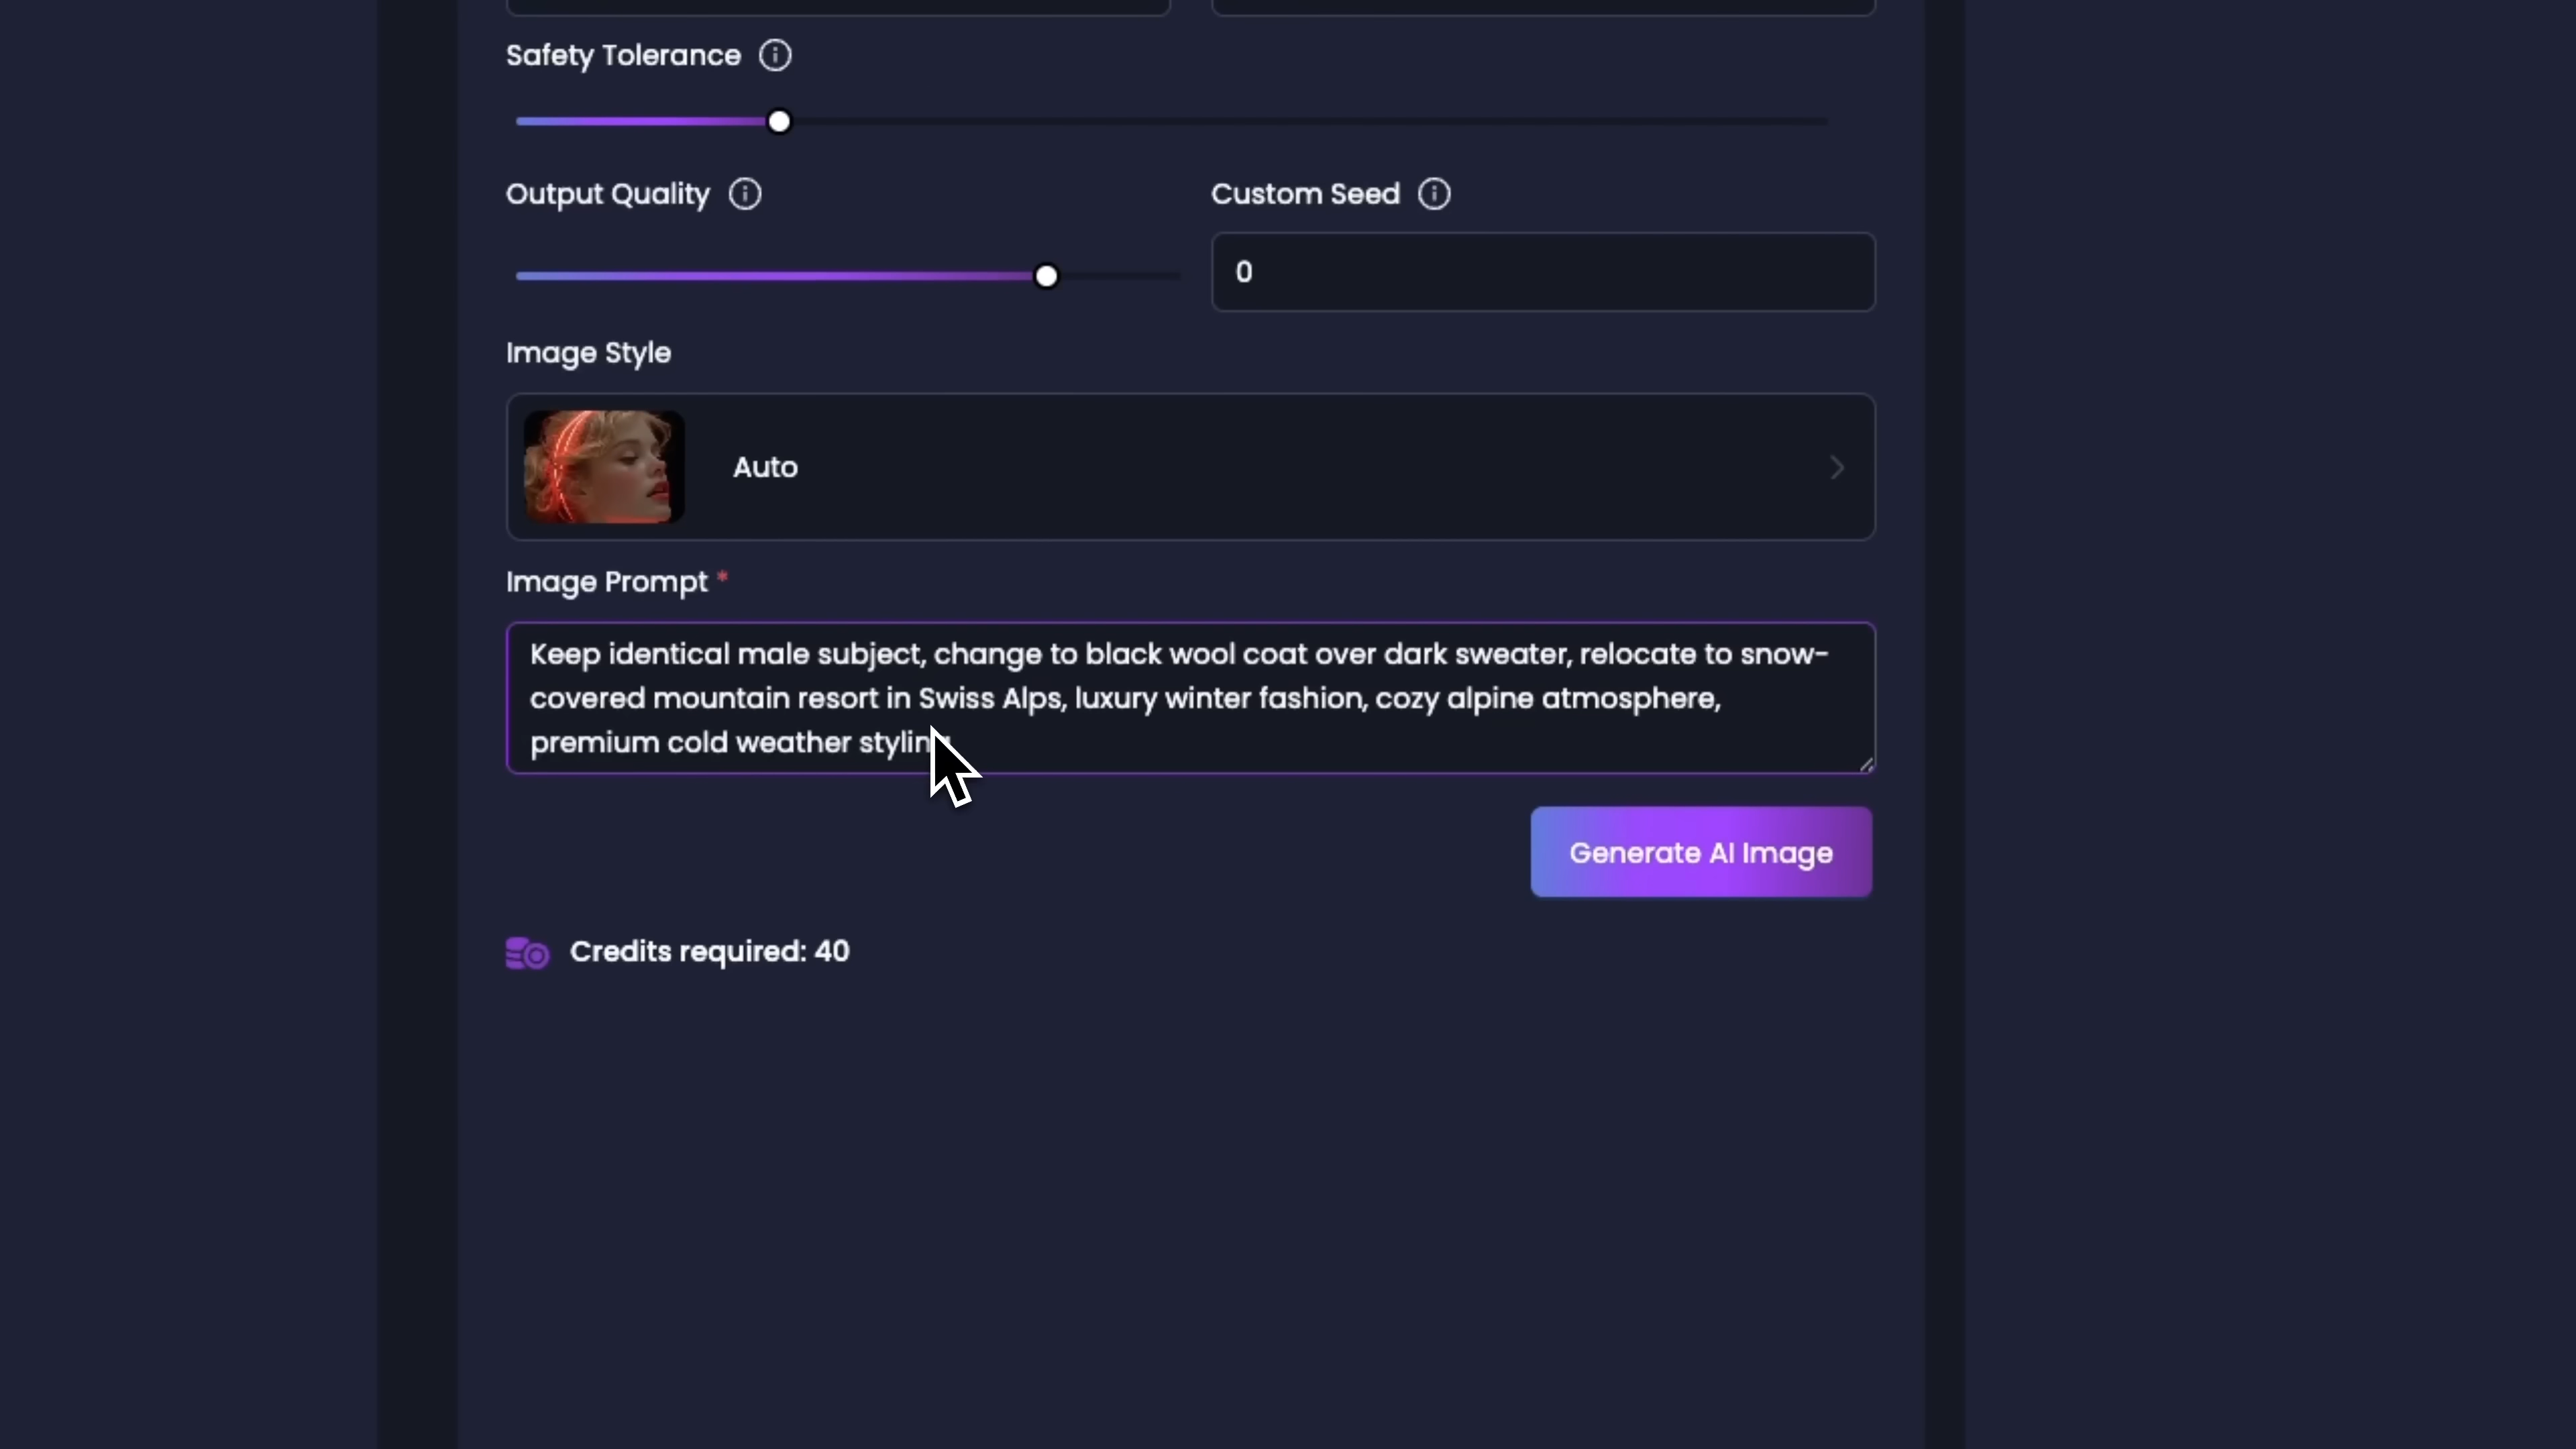 Safety Tolerance
Output Quality
Custom Seed
0
Image Style
Auto
Image Prompt *
Keep identical male subject, change to black wool coat over dark sweater, relocate to snow-
covered mountain resort in Swiss Alps, luxury winter fashion, cozy alpine atmosphere,
premium cold weather styling
Generate AI Image
Credits required: 40